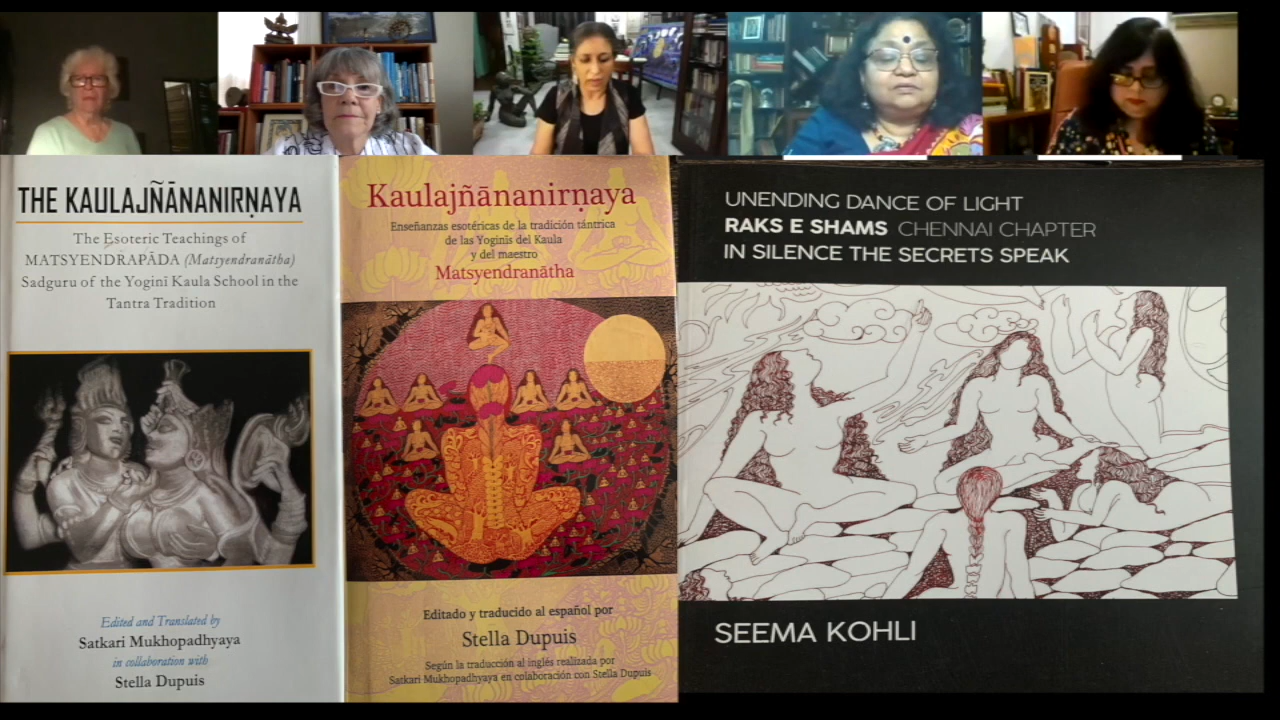 THE KAULAJÑĀNANIRṆAYA
The Esoteric Teachings of
MATSYENDRAPĀDA (Matsyendranātha)
Sadguru of the Yoginī Kaula School in the
Tantra Tradition
Edited and Translated by
Satkari Mukhopadhyaya
in collaboration with
Stella Dupuis
Kaulajñānanirṇaya
Enseñanzas esotéricas de la tradición tántrica
de las Yoginis del Kaula
y del maestro
Matsyendranātha
Editado y traducido al español por
Stella Dupuis
Según la traducción al inglés realizada por
Satkari Mukhopadhyaya en colaboración con Stella Dupuis
UNENDING DANCE OF LIGHT
RAKS E SHAMS CHENNAI CHAPTER
IN SILENCE THE SECRETS SPEAK
SEEMA KOHLI